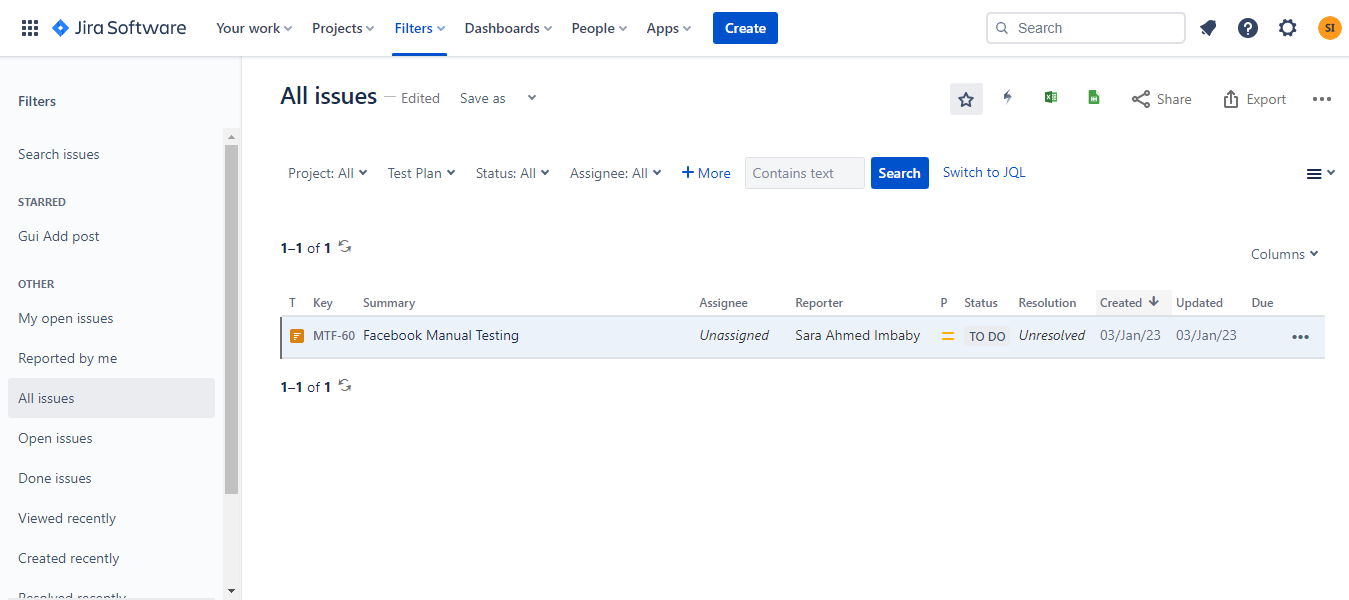 Jira Software Your work Projects Filters Dashboards People Apps Create Search SI
Filters
Search issues
STARRED
Gui Add post
OTHER
My open issues
Reported by me
All issues
Open issues
Done issues
Viewed recently
Created recently
Resolved recently
All issues — Edited Save as Share Export
Project: All Test Plan Status: All Assignee: All + More Contains text Search Switch to JQL
1–1 of 1
Columns
T Key Summary Assignee Reporter P Status Resolution Created Updated Due
MTF-60 Facebook Manual Testing Unassigned Sara Ahmed Imbaby TO DO Unresolved 03/Jan/23 03/Jan/23
1–1 of 1